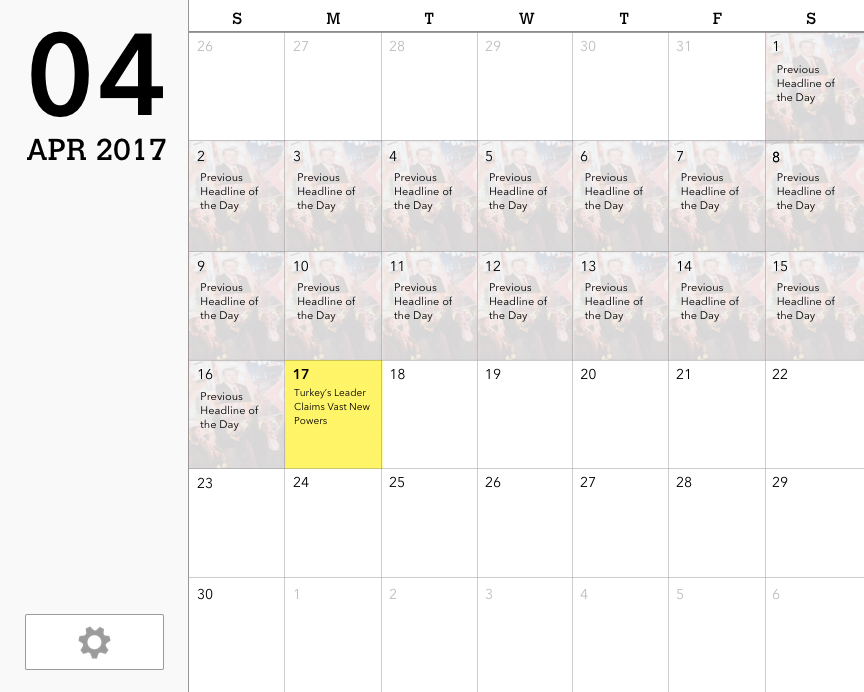 04
APR 2017
S M T W T F S
26 27 28 29 30 31 1
Previous
Headline of
the Day
2 3 4 5 6 7 8
Previous Previous Previous Previous Previous Previous Previous
Headline of Headline of Headline of Headline of Headline of Headline of Headline of
the Day the Day the Day the Day the Day the Day the Day
9 10 11 12 13 14 15
Previous Previous Previous Previous Previous Previous Previous
Headline of Headline of Headline of Headline of Headline of Headline of Headline of
the Day the Day the Day the Day the Day the Day the Day
16 17 18 19 20 21 22
Previous Turkey's Leader
Headline of Claims Vast New
the Day Powers
23 24 25 26 27 28 29
30 1 2 3 4 5 6